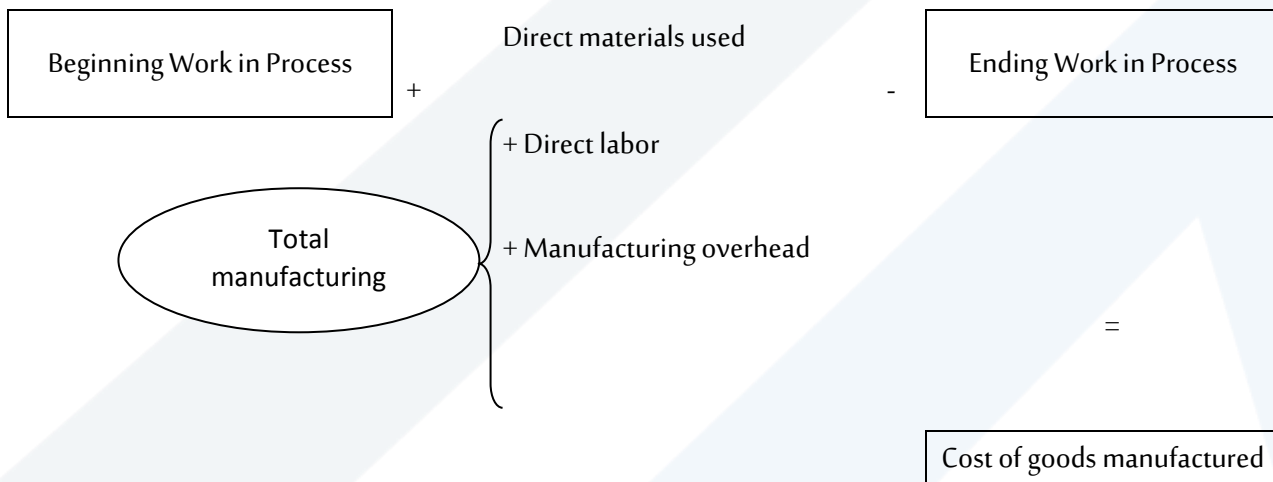 Beginning Work in Process
+
Direct materials used
+ Direct labor
+ Manufacturing overhead
Total
manufacturing
-
Ending Work in Process
=
Cost of goods manufactured